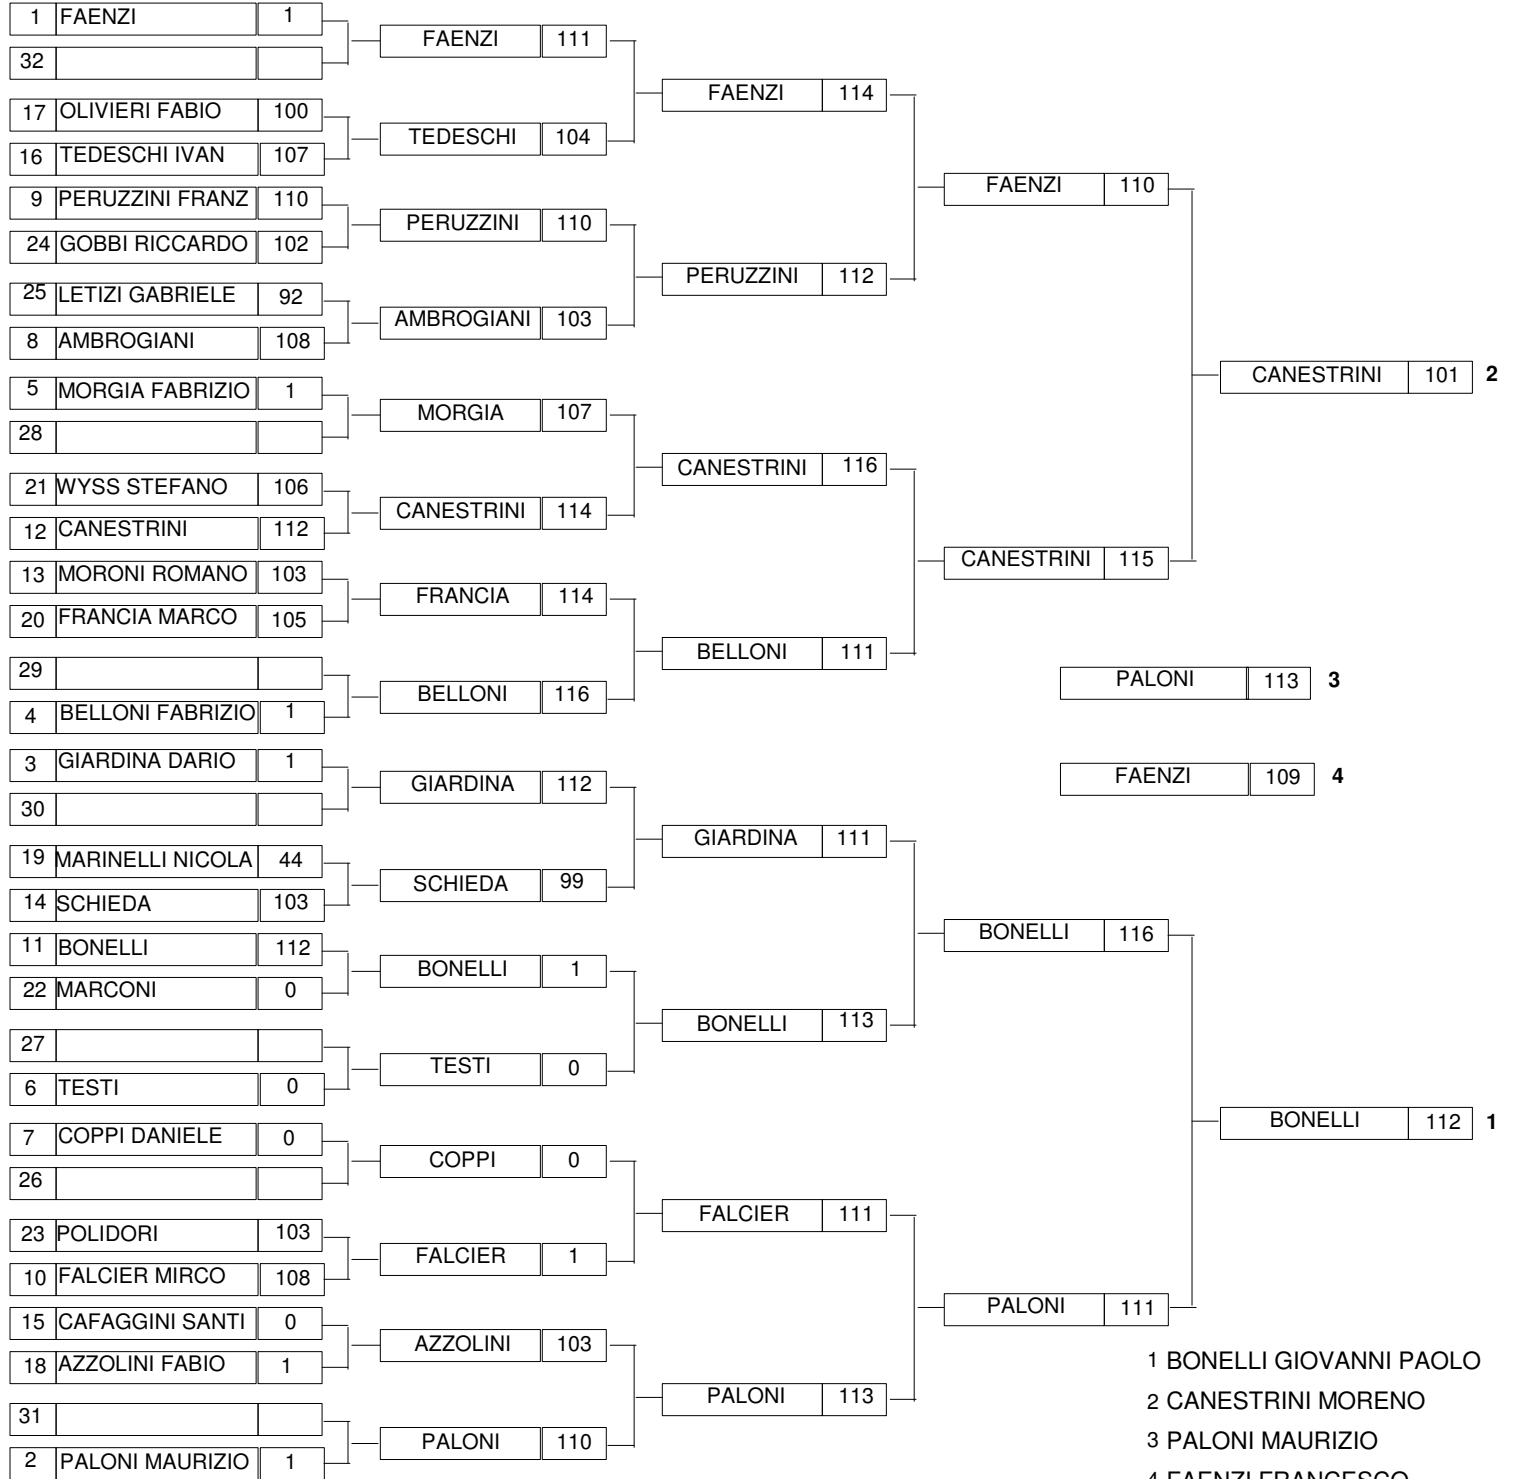 1 FAENZI 1
32
17 OLIVIERI FABIO 100
16 TEDESCHI IVAN 107
9 PERUZZINI FRANZ 110
24 GOBBI RICCARDO 102
25 LETIZI GABRIELE 92
8 AMBROGIANI 108
5 MORGIA FABRIZIO 1
28
21 WYSS STEFANO 106
12 CANESTRINI 112
13 MORONI ROMANO 103
20 FRANCIA MARCO 105
29
4 BELLONI FABRIZIO 1
3 GIARDINA DARIO 1
30
19 MARINELLI NICOLA 44
14 SCHIEDA 103
11 BONELLI 112
22 MARCONI 0
27
6 TESTI 0
7 COPPI DANIELE 0
26
23 POLIDORI 103
10 FALCIER MIRCO 108
15 CAFAGGINI SANTI 0
18 AZZOLINI FABIO 1
31
2 PALONI MAURIZIO 1
FAENZI 111
TEDESCHI 104
PERUZZINI 110
AMBROGIANI 103
MORGIA 107
CANESTRINI 114
FRANCIA 114
BELLONI 116
GIARDINA 112
SCHIEDA 99
BONELLI 1
TESTI 0
COPPI 0
FALCIER 1
AZZOLINI 103
PALONI 110
FAENZI 114
PERUZZINI 112
CANESTRINI 116
BELLONI 111
GIARDINA 111
BONELLI 113
FALCIER 111
PALONI 113
FAENZI 110
CANESTRINI 115
BONELLI 116
PALONI 111
CANESTRINI 101 2
PALONI 113 3
FAENZI 109 4
BONELLI 112 1
1 BONELLI GIOVANNI PAOLO
2 CANESTRINI MORENO
3 PALONI MAURIZIO
4 FAENZI FRANCESCO